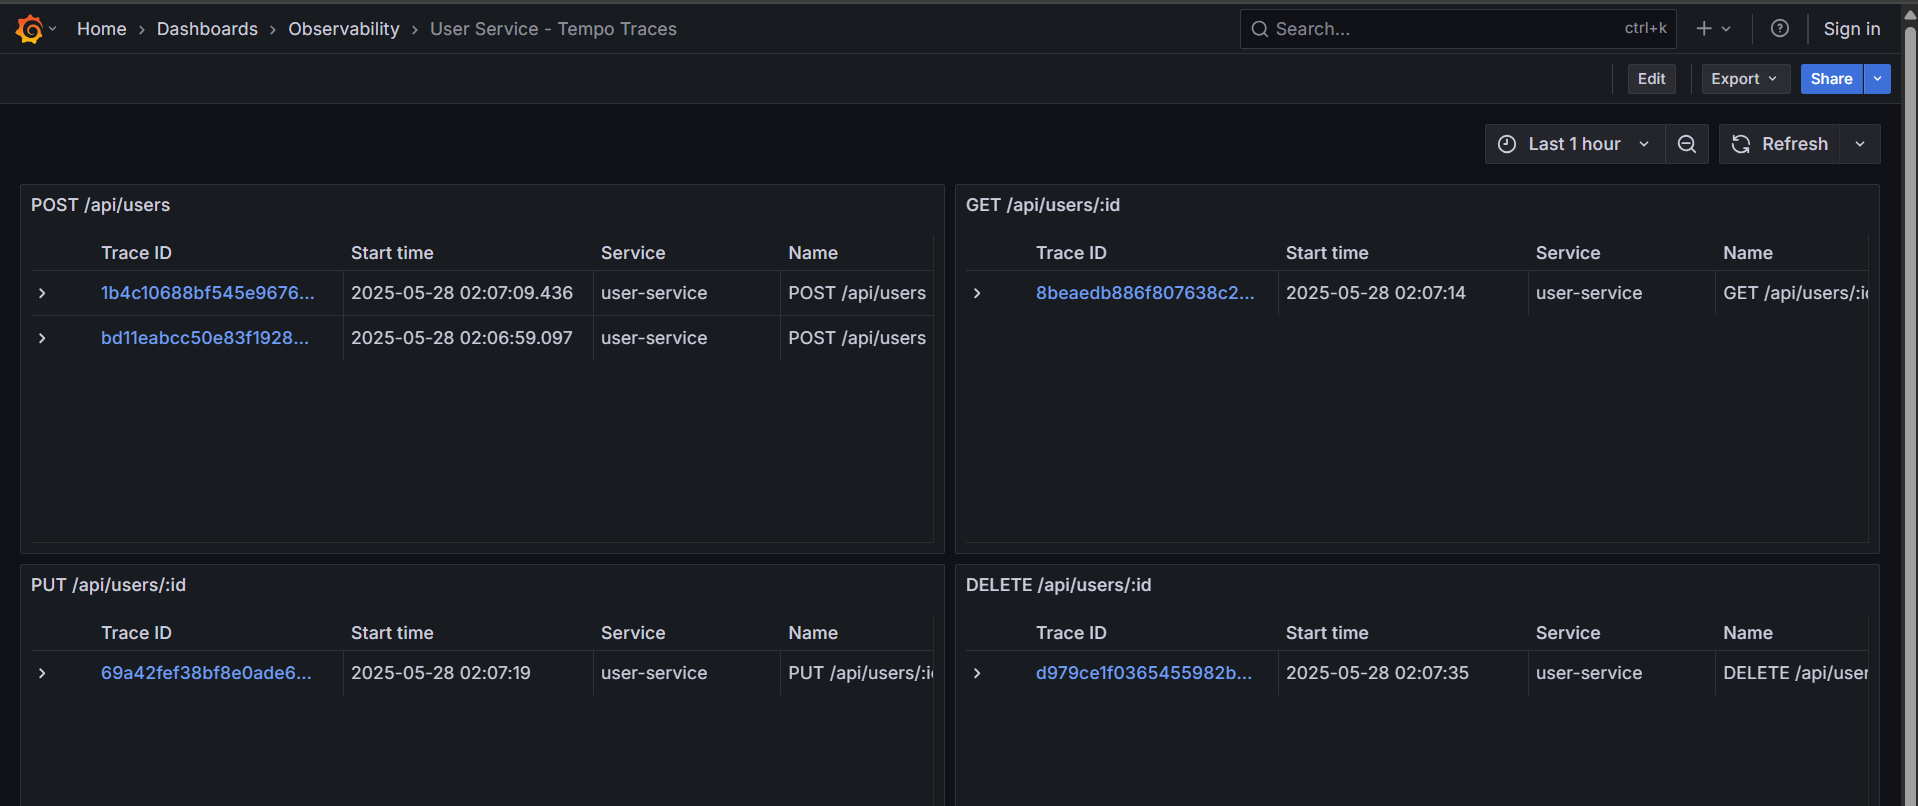 Home › Dashboards › Observability › User Service - Tempo Traces
Search... ctrl+k
Sign in
Edit Export Share
Last 1 hour Refresh
POST /api/users
Trace ID Start time Service Name
1b4c10688bf545e9676... 2025-05-28 02:07:09.436 user-service POST /api/users
bd11eabcc50e83f1928... 2025-05-28 02:06:59.097 user-service POST /api/users
GET /api/users/:id
Trace ID Start time Service Name
8beaedb886f807638c2... 2025-05-28 02:07:14 user-service GET /api/users/:id
PUT /api/users/:id
Trace ID Start time Service Name
69a42fef38bf8e0ade6... 2025-05-28 02:07:19 user-service PUT /api/users/:i
DELETE /api/users/:id
Trace ID Start time Service Name
d979ce1f0365455982b... 2025-05-28 02:07:35 user-service DELETE /api/user